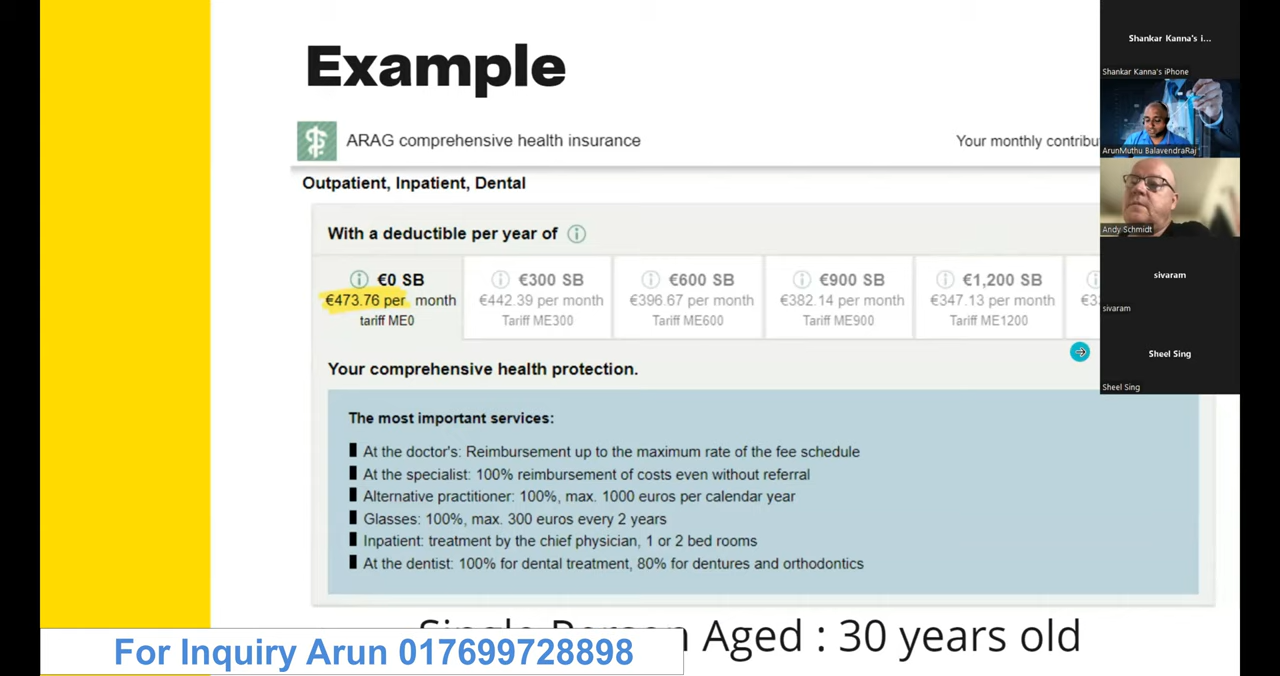 Example
ARAG comprehensive health insurance
Your monthly contribu
Outpatient, Inpatient, Dental
With a deductible per year of
€0 SB
€473.76 per month
tariff ME0
€300 SB
€442.39 per month
Tariff ME300
€600 SB
€396.67 per month
Tariff ME600
€900 SB
€382.14 per month
Tariff ME900
€1,200 SB
€347.13 per month
Tariff ME1200
Your comprehensive health protection.
The most important services:
At the doctor's: Reimbursement up to the maximum rate of the fee schedule
At the specialist: 100% reimbursement of costs even without referral
Alternative practitioner: 100%, max. 1000 euros per calendar year
Glasses: 100%, max. 300 euros every 2 years
Inpatient: treatment by the chief physician, 1 or 2 bed rooms
At the dentist: 100% for dental treatment, 80% for dentures and orthodontics
Single Person Aged : 30 years old
For Inquiry Arun 017699728898
Shankar Kanna's i...
Shankar Kanna's iPhone
ArunMuthu BalavendraRaj
Andy Schmidt
sivaram
sivaram
Sheel Sing
Sheel Sing